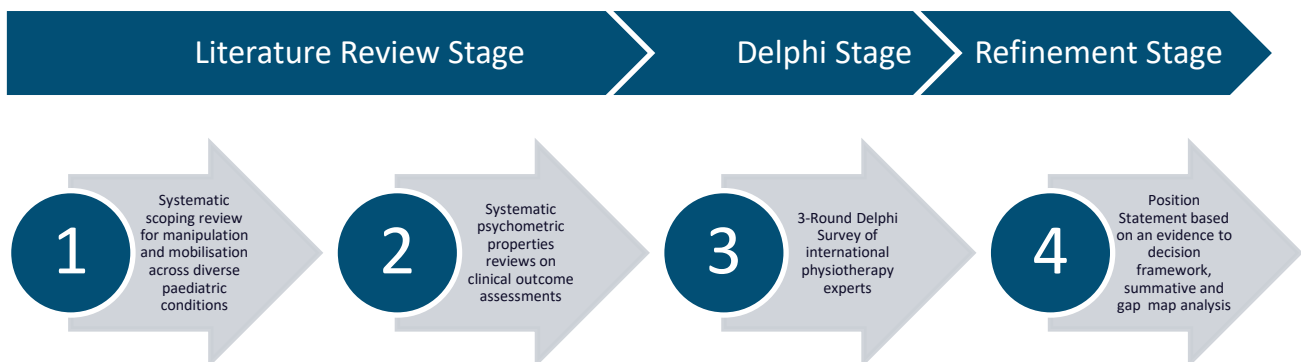 Literature Review Stage
Delphi Stage
Refinement Stage
1
Systematic
scoping review
for manipulation
and mobilisation
across diverse
paediatric
conditions
2
Systematic
psychometric
properties
reviews on
clinical outcome
assessments
3
3-Round Delphi
Survey of
international
physiotherapy
experts
4
Position
Statement based
on an evidence to
decision
framework,
summative and
gap map analysis